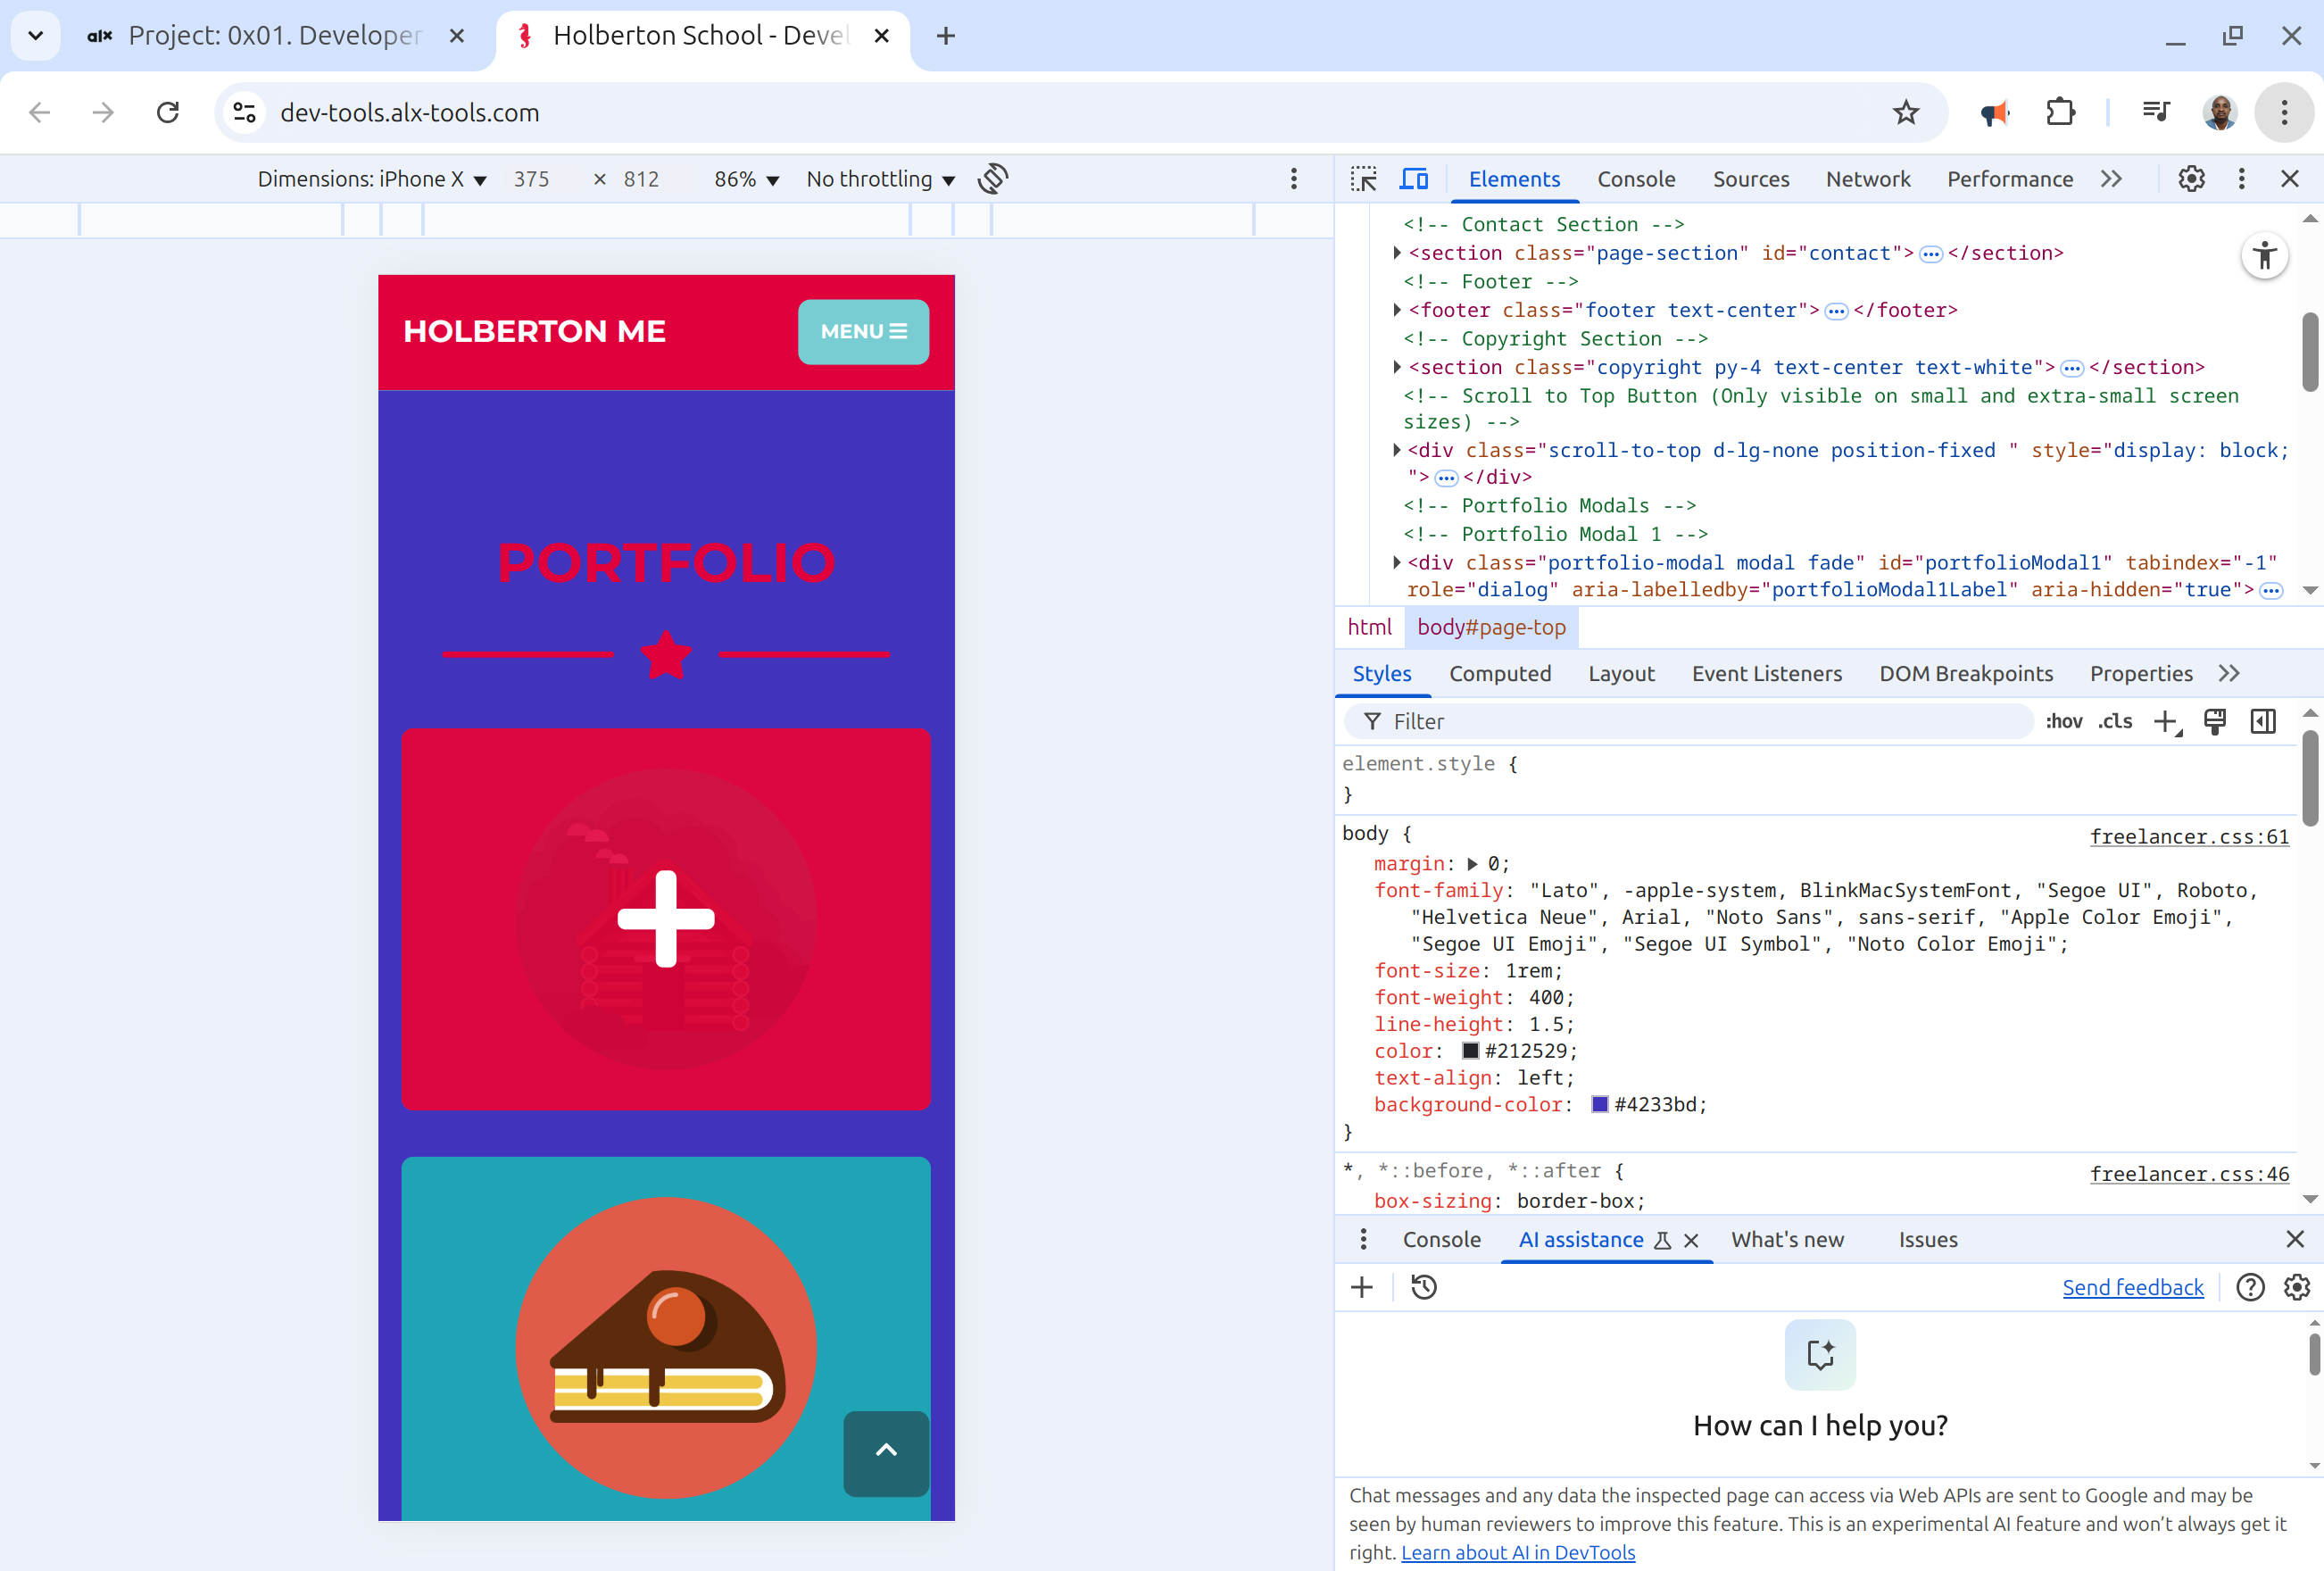 alx Project: 0x01. Developer
Holberton School - Devel
dev-tools.alx-tools.com
Dimensions: iPhone X 375 × 812 86% No throttling
HOLBERTON ME
MENU
PORTFOLIO
Elements Console Sources Network Performance
<!-- Contact Section -->
<section class="page-section" id="contact">…</section>
<!-- Footer -->
<footer class="footer text-center">…</footer>
<!-- Copyright Section -->
<section class="copyright py-4 text-center text-white">…</section>
<!-- Scroll to Top Button (Only visible on small and extra-small screen
sizes) -->
<div class="scroll-to-top d-lg-none position-fixed " style="display: block;
">…</div>
<!-- Portfolio Modals -->
<!-- Portfolio Modal 1 -->
<div class="portfolio-modal modal fade" id="portfolioModal1" tabindex="-1"
role="dialog" aria-labelledby="portfolioModal1Label" aria-hidden="true">…
html body#page-top
Styles Computed Layout Event Listeners DOM Breakpoints Properties
Filter :hov .cls
element.style {
}
body { freelancer.css:61
margin: 0;
font-family: "Lato", -apple-system, BlinkMacSystemFont, "Segoe UI", Roboto,
"Helvetica Neue", Arial, "Noto Sans", sans-serif, "Apple Color Emoji",
"Segoe UI Emoji", "Segoe UI Symbol", "Noto Color Emoji";
font-size: 1rem;
font-weight: 400;
line-height: 1.5;
color: #212529;
text-align: left;
background-color: #4233bd;
}
*, *::before, *::after { freelancer.css:46
box-sizing: border-box;
Console AI assistance What's new Issues
Send feedback
How can I help you?
Chat messages and any data the inspected page can access via Web APIs are sent to Google and may be
seen by human reviewers to improve this feature. This is an experimental AI feature and won't always get it
right. Learn about AI in DevTools